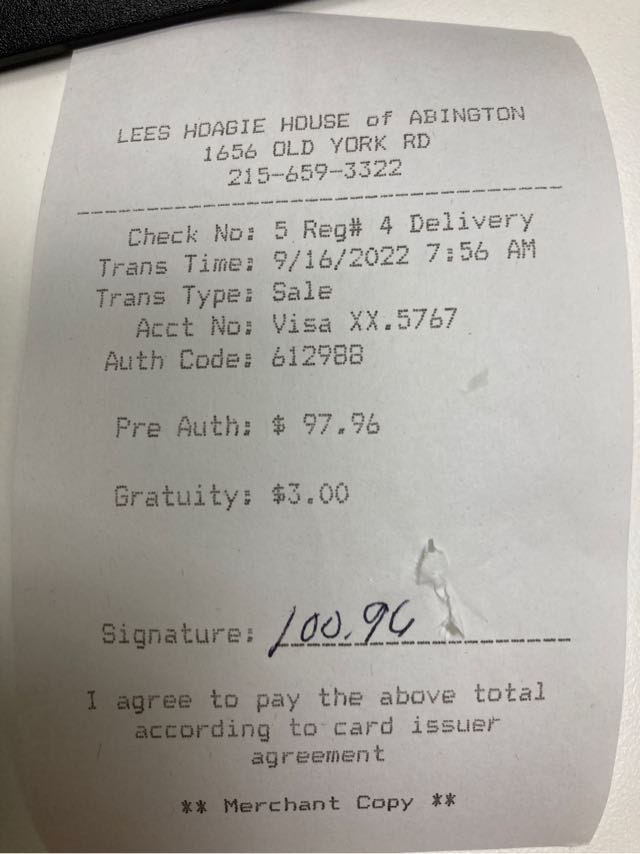 LEES HOAGIE HOUSE of ABINGTON
1656 OLD YORK RD
215-659-3322
Check No: 5 Reg# 4 Delivery
Trans Time: 9/16/2022 7:56 AM
Trans Type: Sale
Acct No: Visa XX.5767
Auth Code: 612988
Pre Auth: $ 97.96
Gratuity: $3.00
Signature: 100.96
I agree to pay the above total
according to card issuer
agreement
** Merchant Copy **